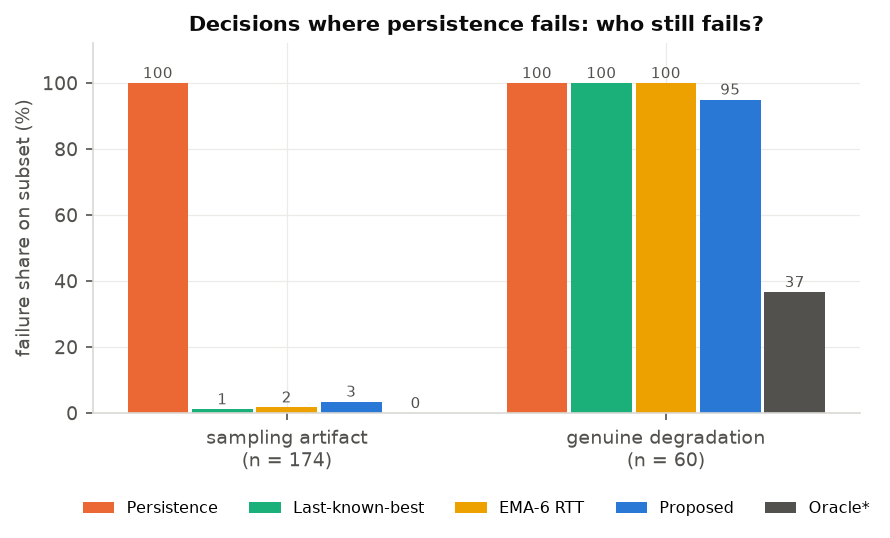 Decisions where persistence fails: who still fails?
failure share on subset (%)
100
80
60
40
20
0
100
1
2
3
0
100
100
100
95
37
sampling artifact
(n = 174)
genuine degradation
(n = 60)
Persistence
Last-known-best
EMA-6 RTT
Proposed
Oracle*